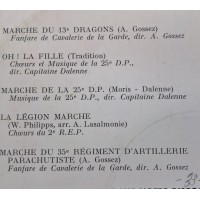 MARCHE DU 13e DRAGONS (A. Gossez)
Fanfare de Cavalerie de la Garde, dir. A. Gossez
OH ! LA FILLE (Tradition)
Chœurs et Musique de la 25e D.P.,
dir. Capitaine Dalenne
MARCHE DE LA 25e D.P. (Moris - Dalense)
Musique de la 25e D.P., dir. Capitaine Dalenne
LA LÉGION MARCHE
(W. Philipps, arr. A. Lasalmonie)
Chœurs du 2e R.E.P.
MARCHE DU 35e RÉGIMENT D'ARTILLERIE
PARACHUTISTE (A. Gossez)
Fanfare de Cavalerie de la Garde, dir. A. Gossez